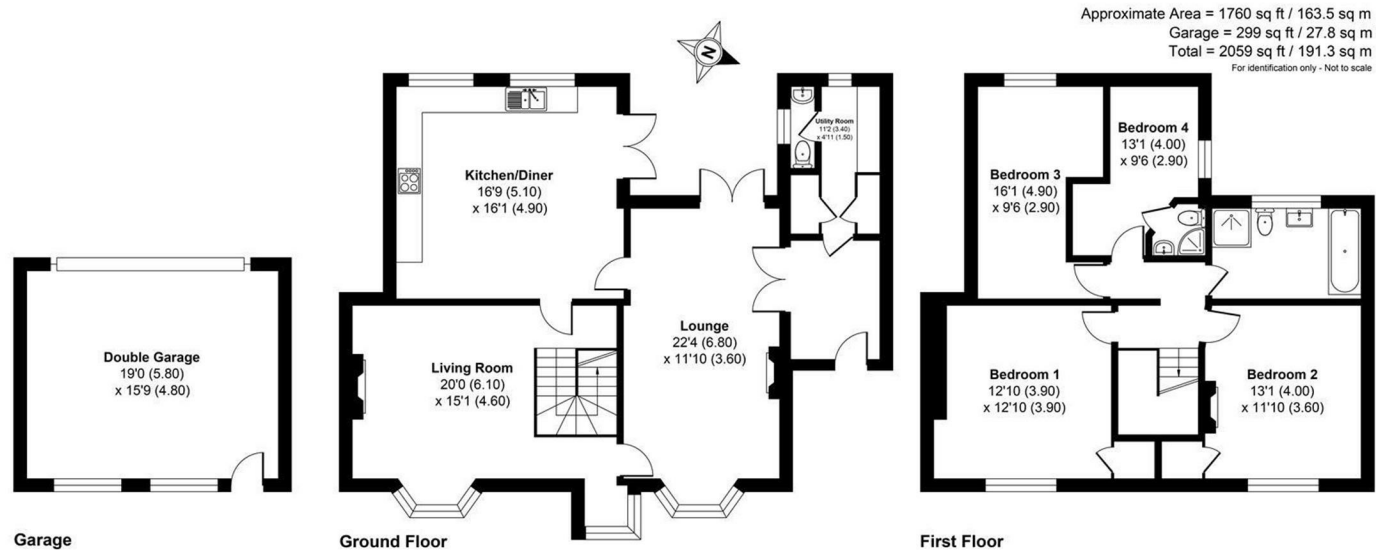 Approximate Area = 1760 sq ft / 163.5 sq m
Garage = 299 sq ft / 27.8 sq m
Total = 2059 sq ft / 191.3 sq m
For identification only - Not to scale
N
Utility Room
11'2 (3.40)
x 4'11 (1.50)
Kitchen/Diner
16'9 (5.10)
x 16'1 (4.90)
Bedroom 4
13'1 (4.00)
x 9'6 (2.90)
Bedroom 3
16'1 (4.90)
x 9'6 (2.90)
Double Garage
19'0 (5.80)
x 15'9 (4.80)
Living Room
20'0 (6.10)
x 15'1 (4.60)
Lounge
22'4 (6.80)
x 11'10 (3.60)
Bedroom 1
12'10 (3.90)
x 12'10 (3.90)
Bedroom 2
13'1 (4.00)
x 11'10 (3.60)
Garage
Ground Floor
First Floor